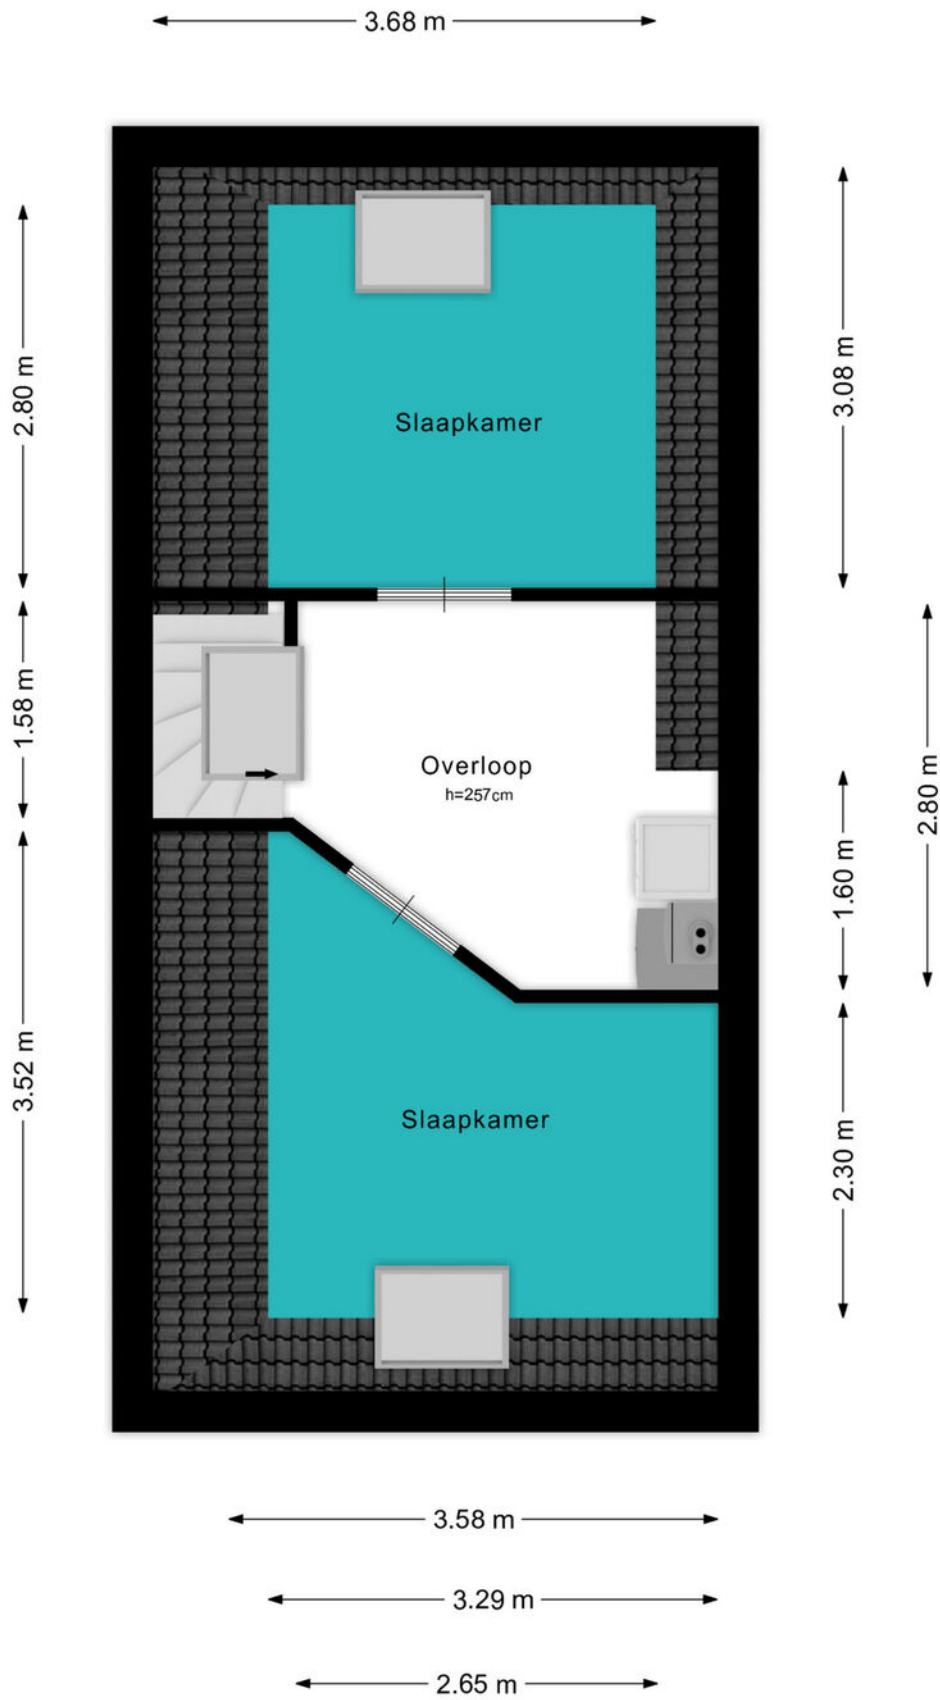 3.68 m
2.80 m
3.08 m
Slaapkamer
1.58 m
Overloop
h=257cm
2.80 m
1.60 m
3.52 m
Slaapkamer
2.30 m
3.58 m
3.29 m
2.65 m